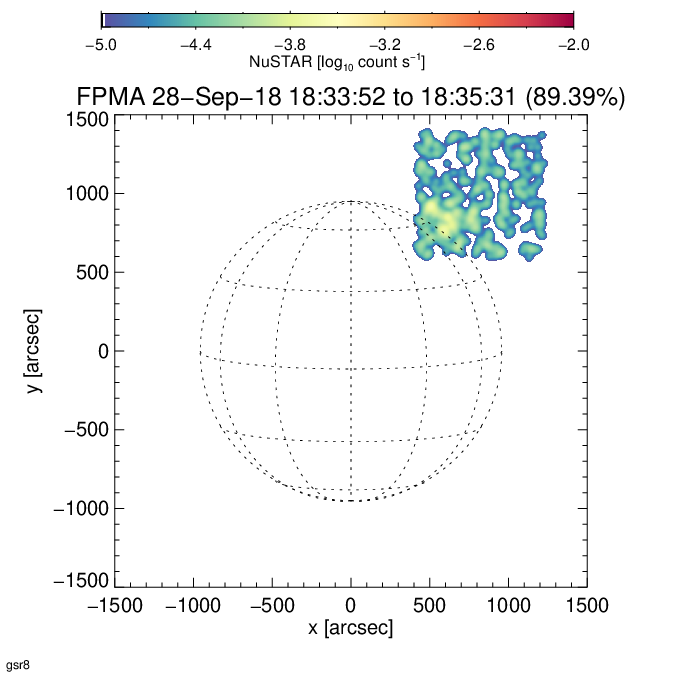 −5.0 −4.4 −3.8 −3.2 −2.6 −2.0
NuSTAR [log₁₀ count s⁻¹]
FPMA 28−Sep−18 18:33:52 to 18:35:31 (89.39%)
1500
1000
500
0
−500
−1000
−1500
y [arcsec]
−1500 −1000 −500 0 500 1000 1500
x [arcsec]
gsr8